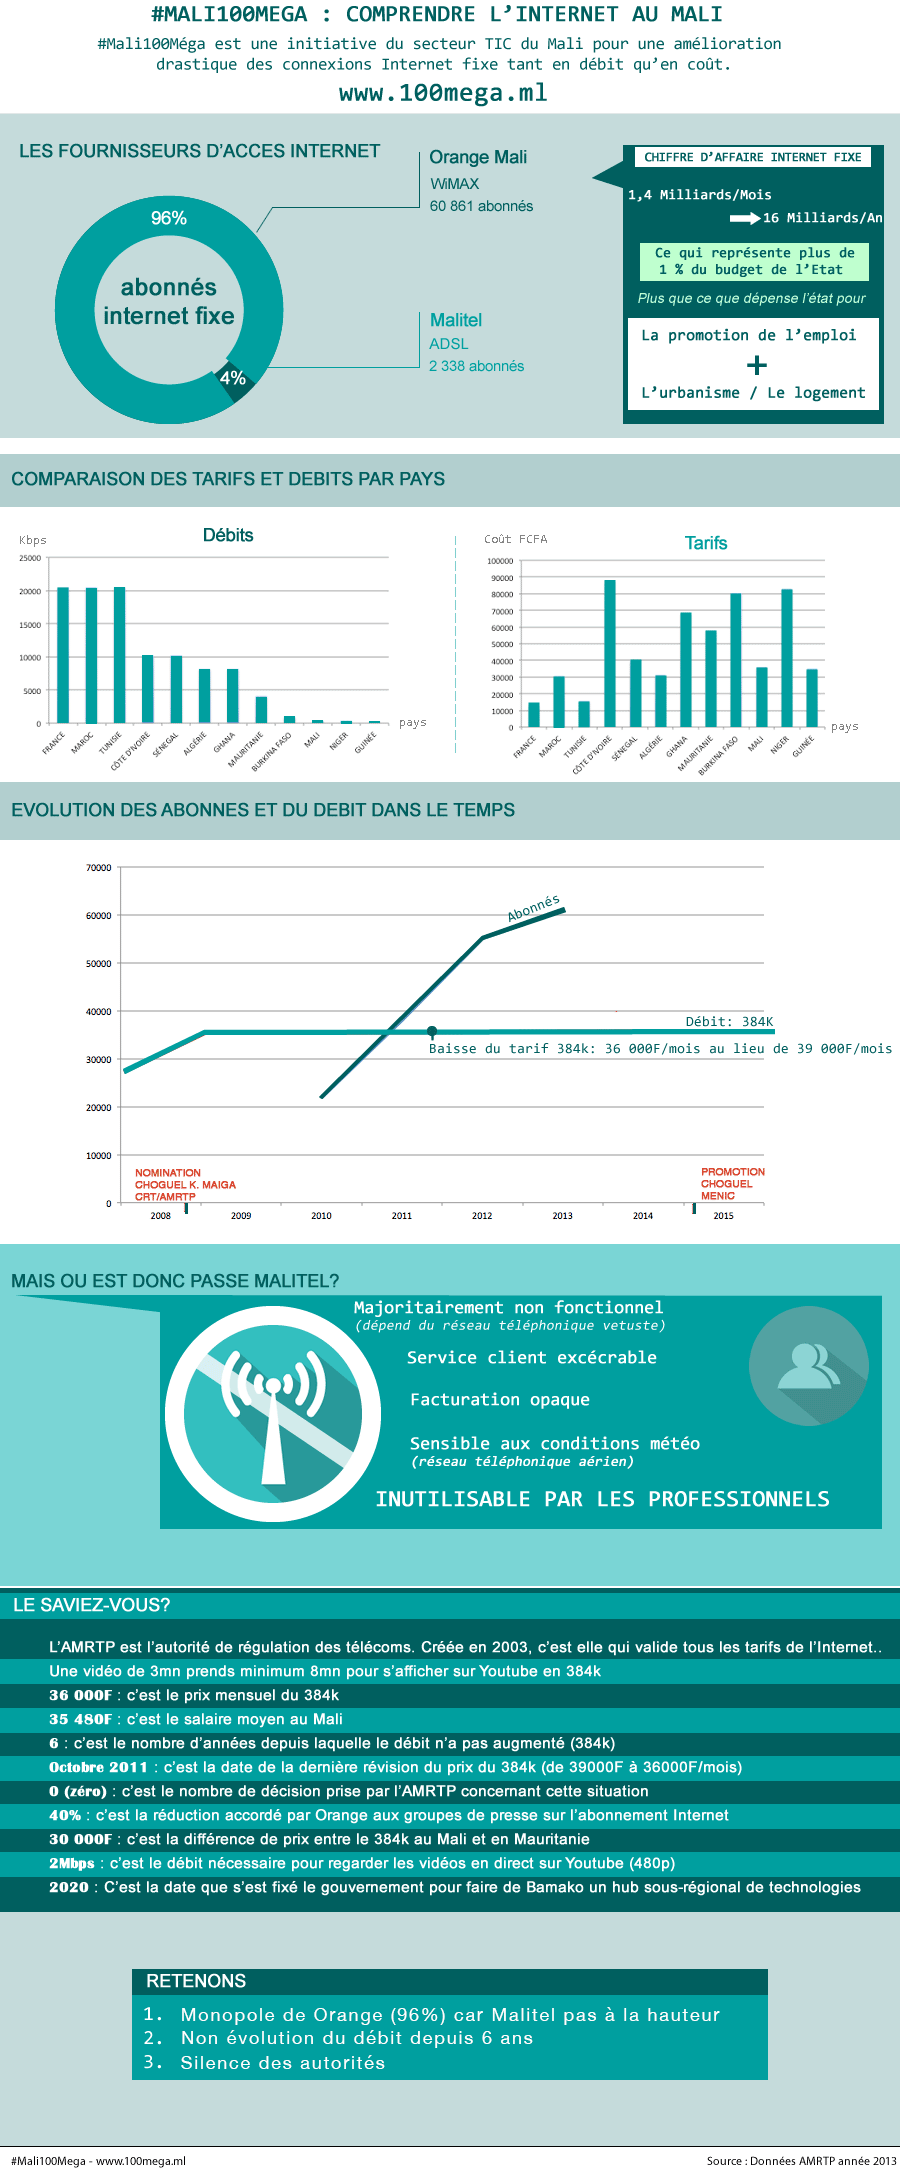 #MALI100MEGA : COMPRENDRE L'INTERNET AU MALI
#Mali100Méga est une initiative du secteur TIC du Mali pour une amélioration
drastique des connexions Internet fixe tant en débit qu'en coût.
www.100mega.ml
LES FOURNISSEURS D'ACCES INTERNET
96%
abonnés
internet fixe
4%
Orange Mali
WiMAX
60 861 abonnés
Malitel
ADSL
2 338 abonnés
CHIFFRE D'AFFAIRE INTERNET FIXE
1,4 Milliards/Mois
16 Milliards/An
Ce qui représente plus de
1 % du budget de l'Etat
Plus que ce que dépense l'état pour
La promotion de l'emploi
+
L'urbanisme / Le logement
COMPARAISON DES TARIFS ET DEBITS PAR PAYS
Kbps
Débits
25000
20000
15000
10000
5000
0
pays
FRANCE
MAROC
TUNISIE
CÔTE D'IVOIRE
SÉNÉGAL
ALGÉRIE
GHANA
MAURITANIE
BURKINA FASO
MALI
NIGER
GUINÉE
Coût FCFA
Tarifs
100000
90000
80000
70000
60000
50000
40000
30000
20000
10000
0
pays
FRANCE
MAROC
TUNISIE
CÔTE D'IVOIRE
SÉNÉGAL
ALGÉRIE
GHANA
MAURITANIE
BURKINA FASO
MALI
NIGER
GUINÉE
EVOLUTION DES ABONNES ET DU DEBIT DANS LE TEMPS
70000
60000
50000
40000
30000
20000
10000
0
Abonnés
Débit: 384K
Baisse du tarif 384k: 36 000F/mois au lieu de 39 000F/mois
NOMINATION
CHOGUEL K. MAIGA
CRT/AMRTP
PROMOTION
CHOGUEL
MENIC
2008 2009 2010 2011 2012 2013 2014 2015
MAIS OU EST DONC PASSE MALITEL?
Majoritairement non fonctionnel
(dépend du réseau téléphonique vetuste)
Service client excécrable
Facturation opaque
Sensible aux conditions météo
(réseau téléphonique aérien)
INUTILISABLE PAR LES PROFESSIONNELS
LE SAVIEZ-VOUS?
L'AMRTP est l'autorité de régulation des télécoms. Créée en 2003, c'est elle qui valide tous les tarifs de l'Internet..
Une vidéo de 3mn prends minimum 8mn pour s'afficher sur Youtube en 384k
36 000F : c'est le prix mensuel du 384k
35 480F : c'est le salaire moyen au Mali
6 : c'est le nombre d'années depuis laquelle le débit n'a pas augmenté (384k)
Octobre 2011 : c'est la date de la dernière révision du prix du 384k (de 39000F à 36000F/mois)
0 (zéro) : c'est le nombre de décision prise par l'AMRTP concernant cette situation
40% : c'est la réduction accordé par Orange aux groupes de presse sur l'abonnement Internet
30 000F : c'est la différence de prix entre le 384k au Mali et en Mauritanie
2Mbps : c'est le débit nécessaire pour regarder les vidéos en direct sur Youtube (480p)
2020 : C'est la date que s'est fixé le gouvernement pour faire de Bamako un hub sous-régional de technologies
RETENONS
1. Monopole de Orange (96%) car Malitel pas à la hauteur
2. Non évolution du débit depuis 6 ans
3. Silence des autorités
#Mali100Mega - www.100mega.ml
Source : Données AMRTP année 2013